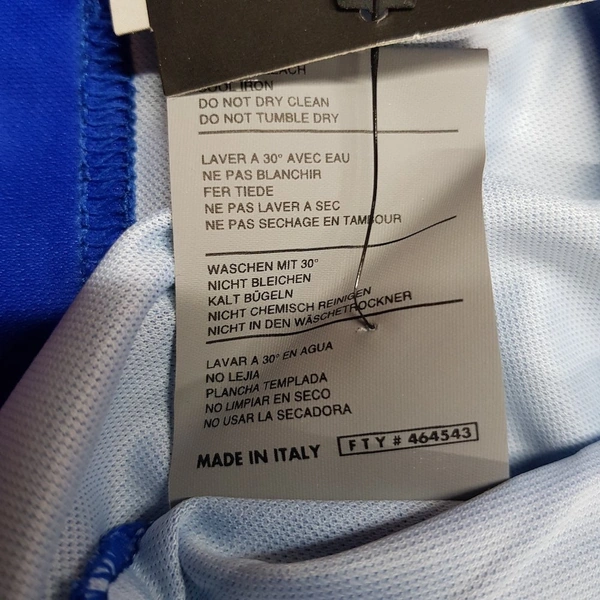 COOL IRON
DO NOT DRY CLEAN
DO NOT TUMBLE DRY
LAVER A 30° AVEC EAU
NE PAS BLANCHIR
FER TIEDE
NE PAS LAVER A SEC
NE PAS SECHAGE EN TAMBOUR
WASCHEN MIT 30°
NICHT BLEICHEN
KALT BÜGELN
NICHT CHEMISCH REINIGEN
NICHT IN DEN WÄSCHETROCKNER
LAVAR A 30° EN AGUA
NO LEJIA
PLANCHA TEMPLADA
NO LIMPIAR EN SECO
NO USAR LA SECADORA
MADE IN ITALY FTY # 464543